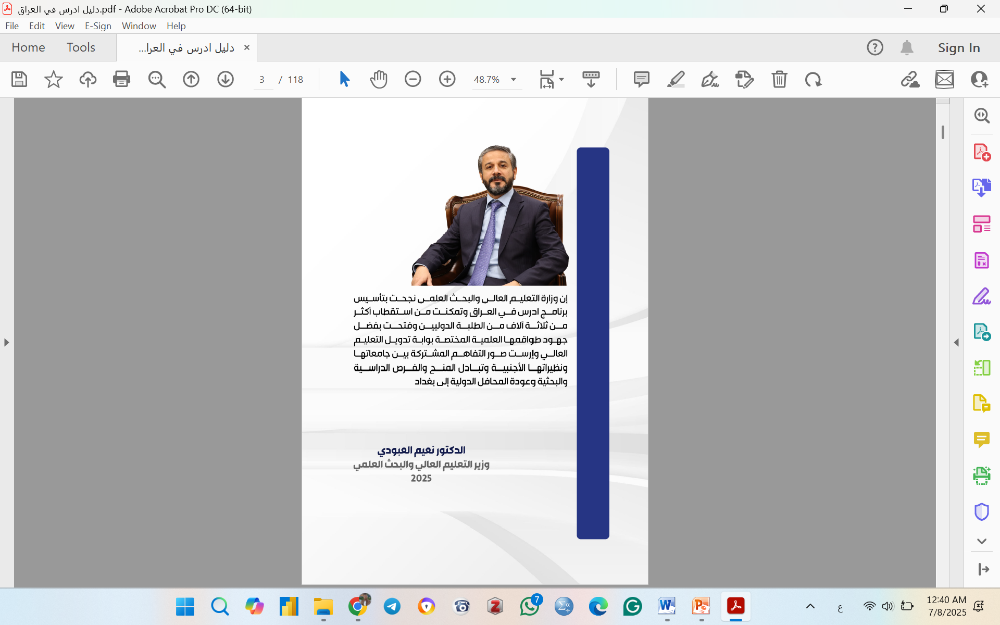 دليل ادرس في العراق.pdf - Adobe Acrobat Pro DC (64-bit)
File Edit View E-Sign Window Help
Home Tools دليل ادرس في العرا... × ? Sign In
3 / 118 48.7%
إن وزارة التعليم العالي والبحث العلمي نجحت بتأسيس
برنامج ادرس في العراق وتمكنت من استقطاب أكثر
من ثلاثة آلاف من الطلبة الدوليين وفتحت بفضل
جهود طواقمها العلمية المختصة بوابة تدويل التعليم
العالي وإرست صور التفاهم المشتركة بين جامعاتها
ونظيراتها الأجنبية وتبادل المنح والفرص الدراسية
والبحثية وعودة المحافل الدولية إلى بغداد
الدكتور نعيم العبودي
وزير التعليم العالي والبحث العلمي
2025
7
ع
12:40 AM
7/8/2025